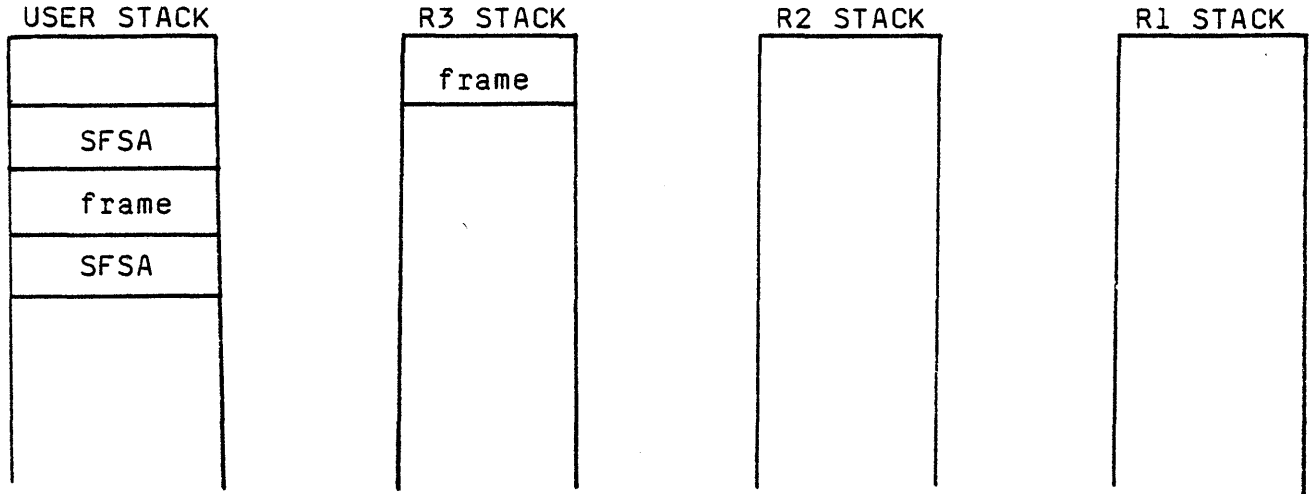 USER STACK
R3 STACK
R2 STACK
R1 STACK
frame
SFSA
frame
SFSA